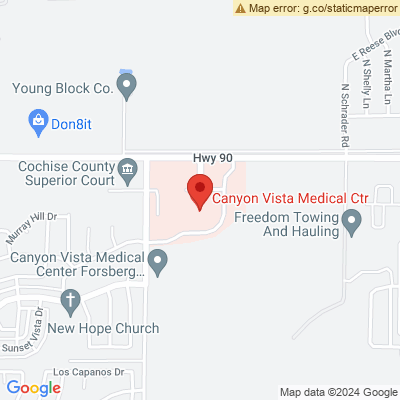 Map error: g.co/staticmaperror
E Reese Blv
N Martha Ln
N Shelly Ln
N Schrader Rd
Young Block Co.
Don8it
Hwy 90
Cochise County
Superior Court
Canyon Vista Medical Ctr
Freedom Towing
And Hauling
Murray Hill Dr
Canyon Vista Medical
Center Forsberg...
New Hope Church
Sunset Vista Dr
Los Capanos Dr
Google
Map data ©2024 Google